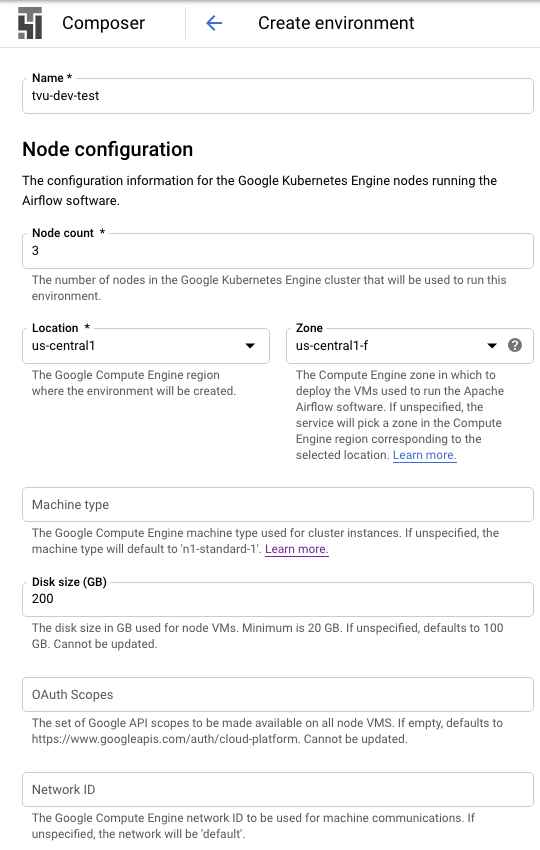 Composer
Create environment
Name *
tvu-dev-test
Node configuration
The configuration information for the Google Kubernetes Engine nodes running the
Airflow software.
Node count *
3
The number of nodes in the Google Kubernetes Engine cluster that will be used to run this
environment.
Location *
us-central1
The Google Compute Engine region
where the environment will be created.
Zone
us-central1-f
The Compute Engine zone in which to
deploy the VMs used to run the Apache
Airflow software. If unspecified, the
service will pick a zone in the Compute
Engine region corresponding to the
selected location. Learn more.
Machine type
The Google Compute Engine machine type used for cluster instances. If unspecified, the
machine type will default to 'n1-standard-1'. Learn more.
Disk size (GB)
200
The disk size in GB used for node VMs. Minimum is 20 GB. If unspecified, defaults to 100
GB. Cannot be updated.
OAuth Scopes
The set of Google API scopes to be made available on all node VMS. If empty, defaults to
https://www.googleapis.com/auth/cloud-platform. Cannot be updated.
Network ID
The Google Compute Engine network ID to be used for machine communications. If
unspecified, the network will be 'default'.